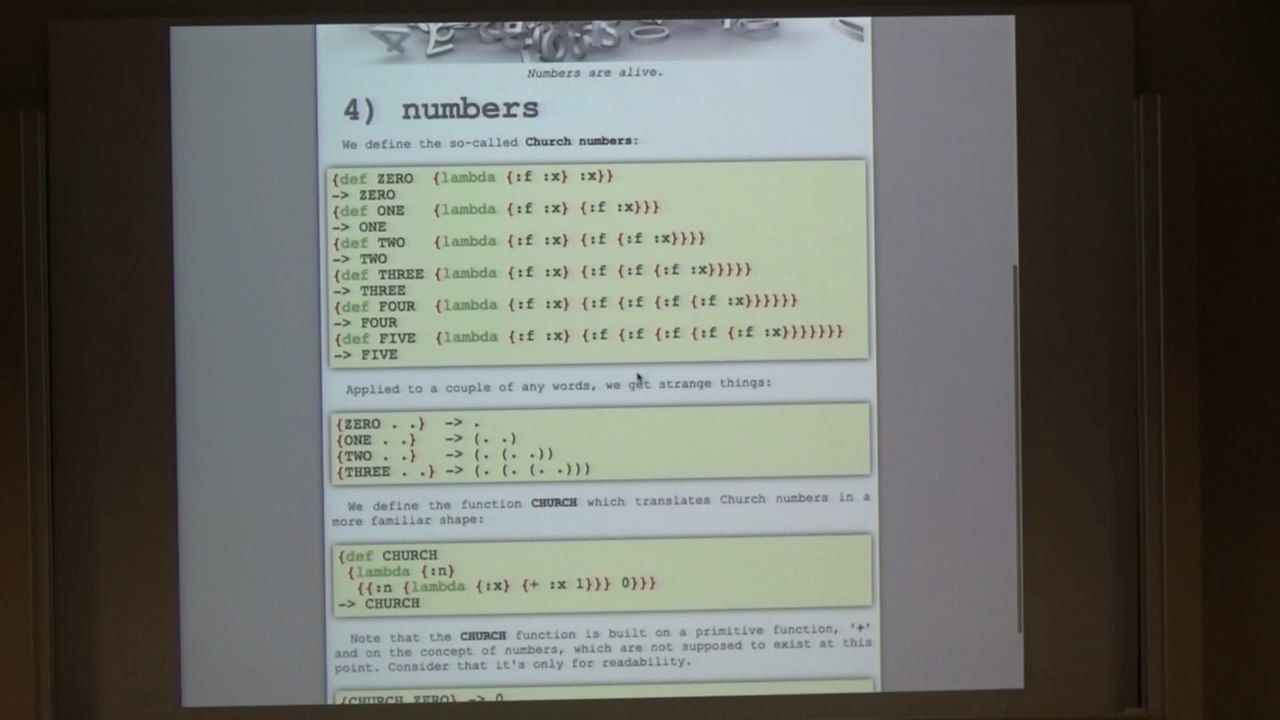 Numbers are alive.
4) numbers
We define the so-called Church numbers:
{def ZERO {lambda {:f :x} :x}}
-> ZERO
{def ONE {lambda {:f :x} {:f :x}}}
-> ONE
{def TWO {lambda {:f :x} {:f {:f :x}}}}
-> TWO
{def THREE {lambda {:f :x} {:f {:f {:f :x}}}}}
-> THREE
{def FOUR {lambda {:f :x} {:f {:f {:f {:f :x}}}}}}
-> FOUR
{def FIVE {lambda {:f :x} {:f {:f {:f {:f {:f :x}}}}}}}
-> FIVE
Applied to a couple of any words, we get strange things:
{ZERO . .} -> .
{ONE . .} -> (. .)
{TWO . .} -> (. (. .))
{THREE . .} -> (. (. (. .)))
We define the function CHURCH which translates Church numbers in a
more familiar shape:
{def CHURCH
{lambda {:n}
{{:n {lambda {:x} {+ :x 1}}} 0}}}
-> CHURCH
Note that the CHURCH function is built on a primitive function, '+'
and on the concept of numbers, which are not supposed to exist at this
point. Consider that it's only for readability.
{CHURCH ZERO} -> 0